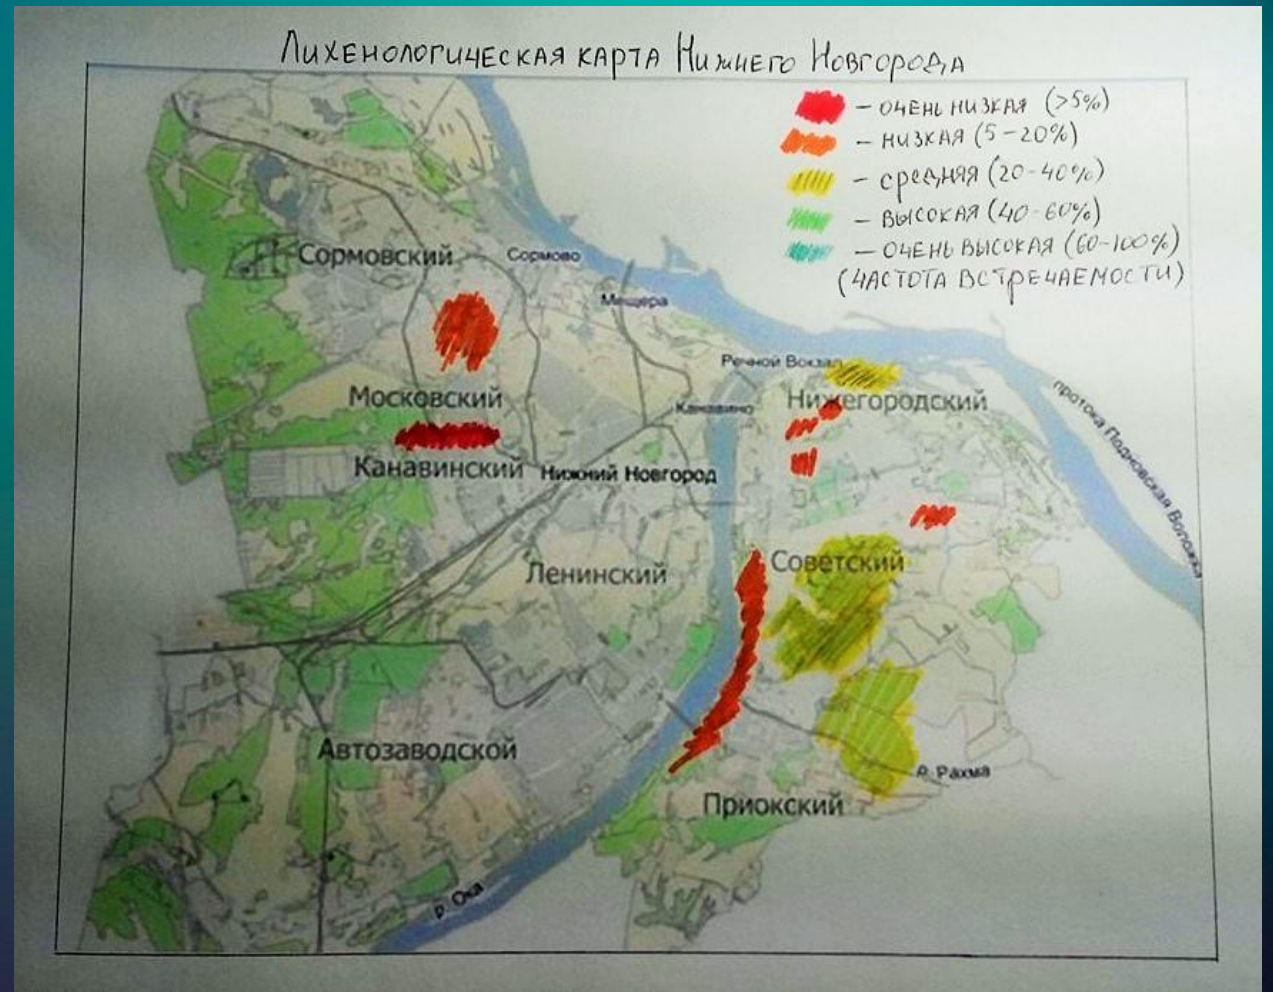 Лихенологическая карта Нижнего Новгорода
– очень низкая (>5%)
– низкая (5-20%)
– средняя (20-40%)
– высокая (40-60%)
– очень высокая (60-100%)
(частота встречаемости)
Сормовский
Сормово
Мещера
Речной Вокзал
Московский
Канавино
Нижегородский
протока Подновская Воложка
Канавинский
Нижний Новгород
Ленинский
Советский
Автозаводской
р. Рахма
Приокский
р. Ока